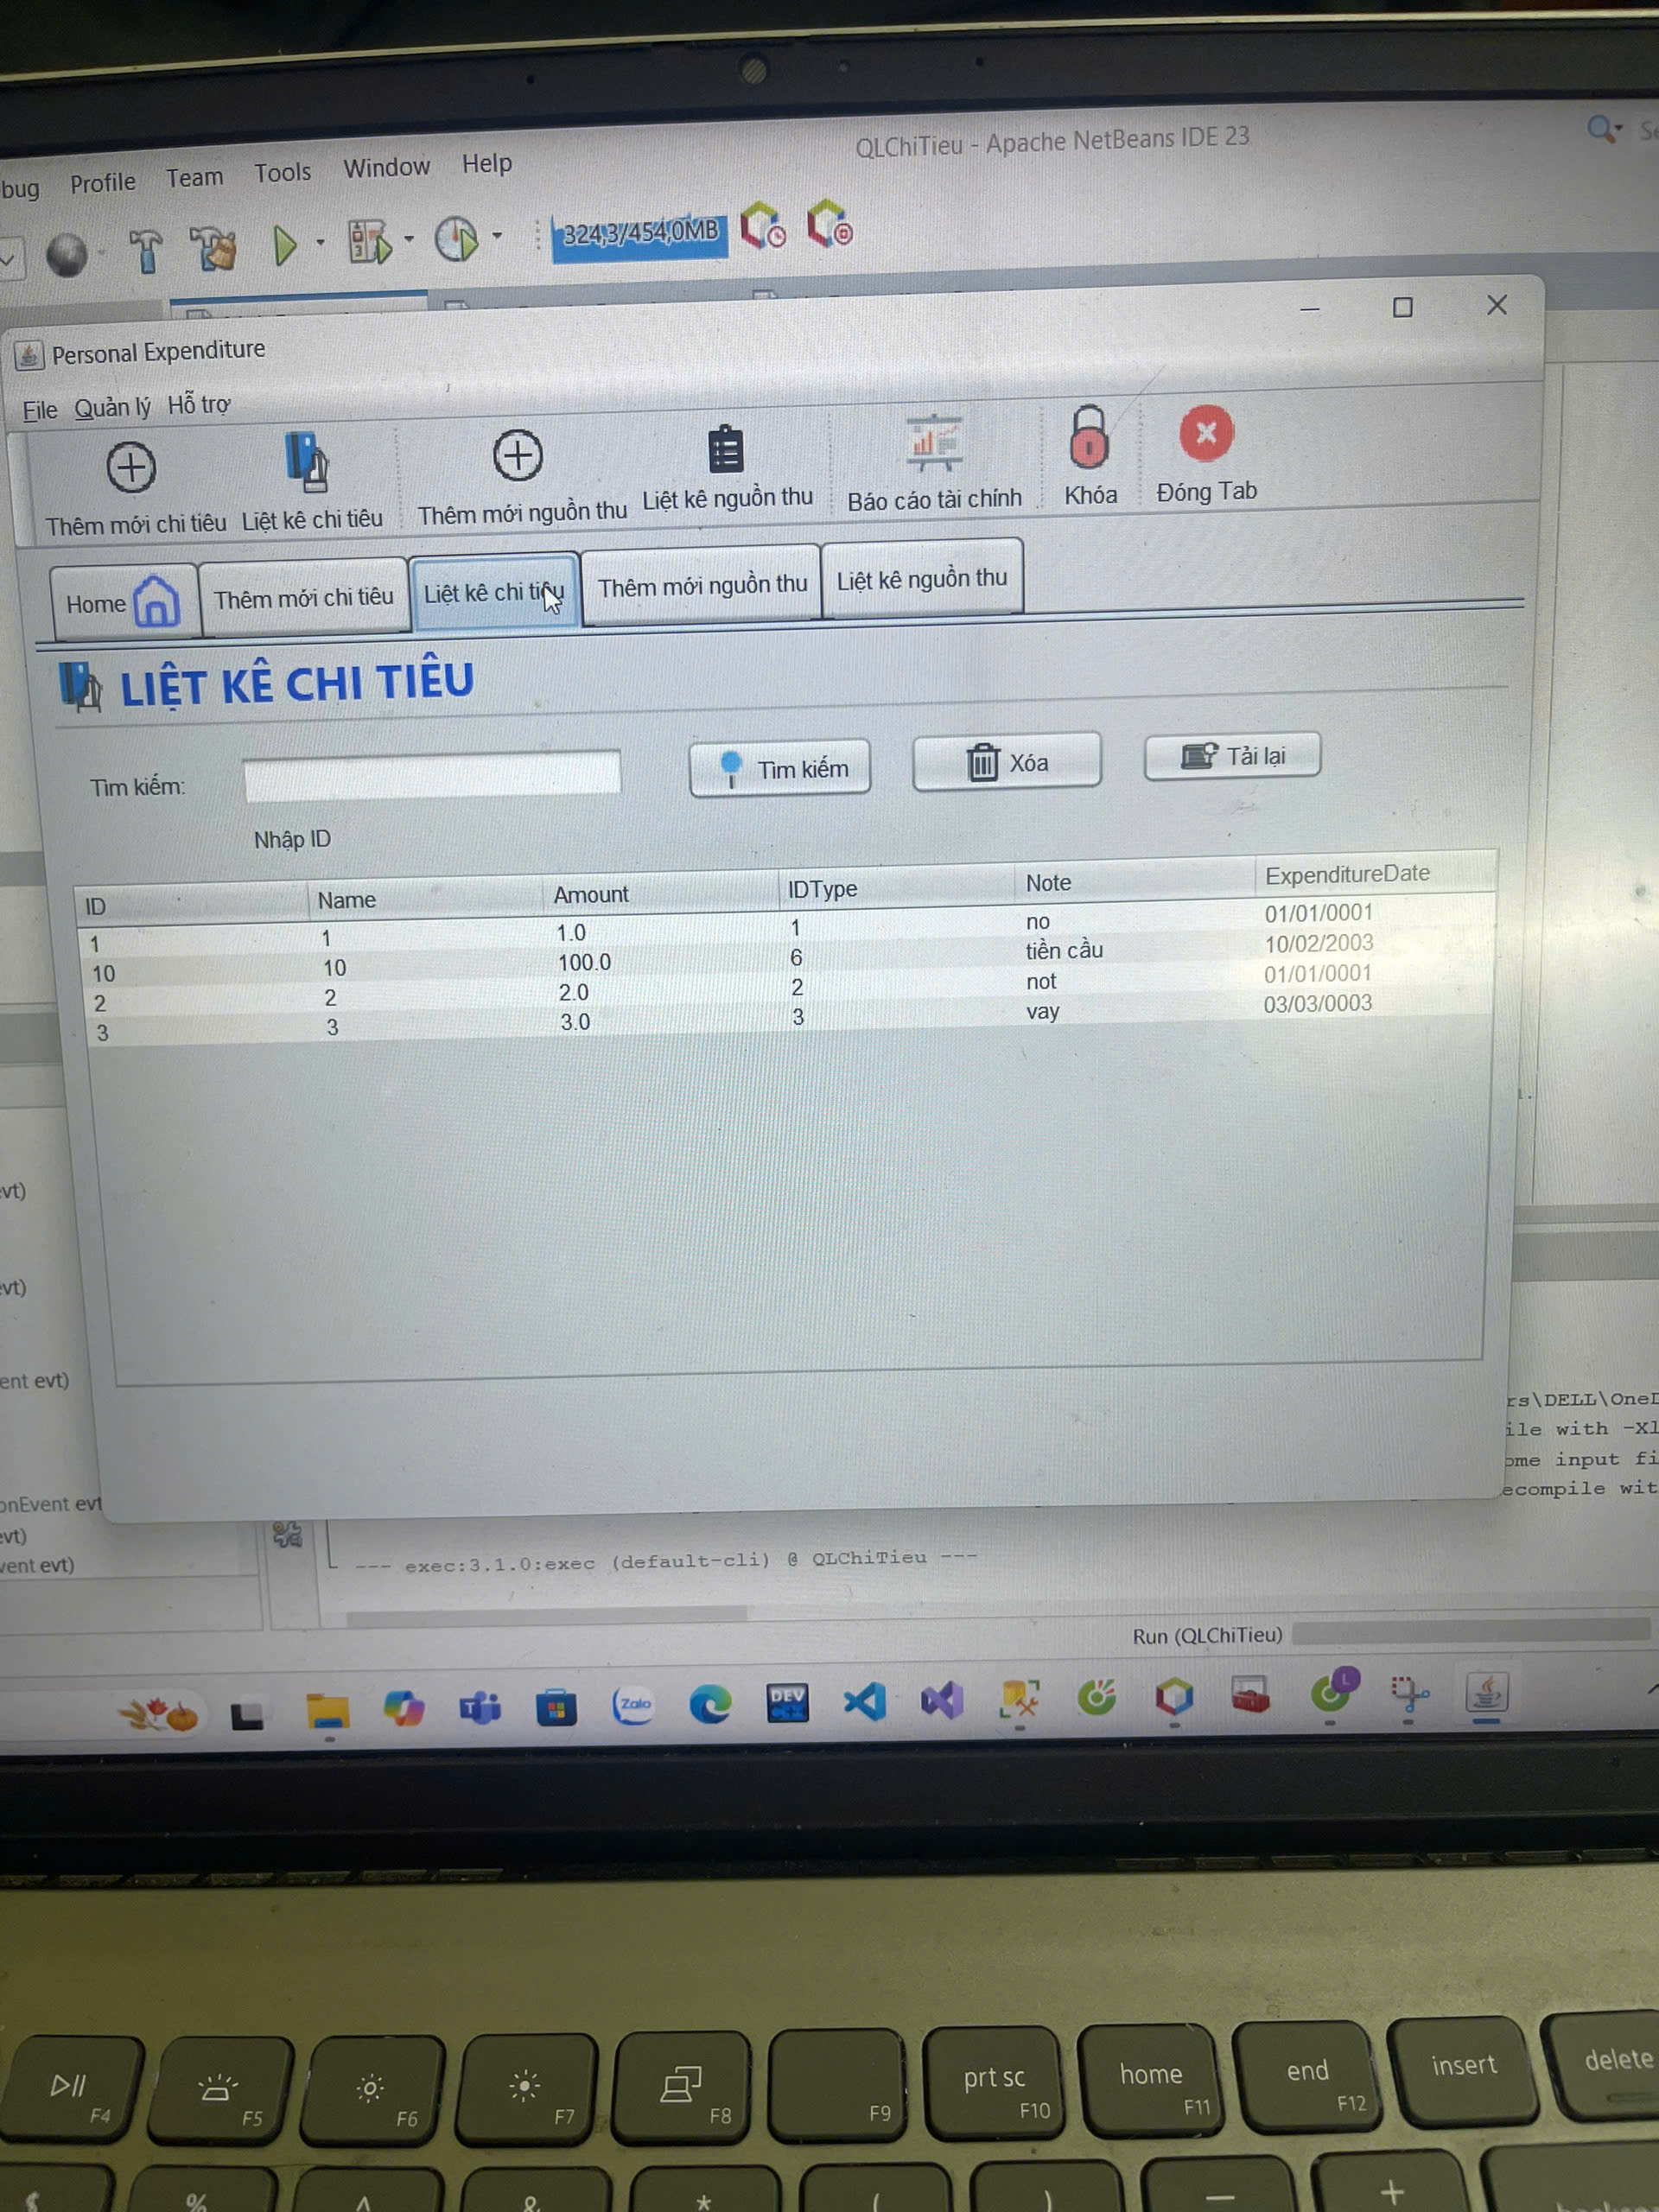 bug Profile Team Tools Window Help
QLChiTieu - Apache NetBeans IDE 23
324,3/454,0MB
Personal Expenditure
File Quản lý Hỗ trợ
Thêm mới chi tiêu Liệt kê chi tiêu Thêm mới nguồn thu Liệt kê nguồn thu Báo cáo tài chính Khóa Đóng Tab
Home Thêm mới chi tiêu Liệt kê chi tiêu Thêm mới nguồn thu Liệt kê nguồn thu
LIỆT KÊ CHI TIÊU
Tìm kiếm: Tìm kiếm Xóa Tải lại
Nhập ID
ID Name Amount IDType Note ExpenditureDate
1 1 1.0 1 no 01/01/0001
10 10 100.0 6 tiền cầu 10/02/2003
2 2 2.0 2 not 01/01/0001
3 3 3.0 3 vay 03/03/0003
evt)
evt)
ent evt)
onEvent evt
evt)
vent evt)
rs\DELL\OneD
ile with -Xl
ome input fi
ecompile wit
--- exec:3.1.0:exec (default-cli) @ QLChiTieu ---
Run (QLChiTieu)
Zalo
DEV
C++
L
F4 F5 F6 F7 F8 F9 prt sc F10 home F11 end F12 insert delete
$ % ^ & * ( ) — +